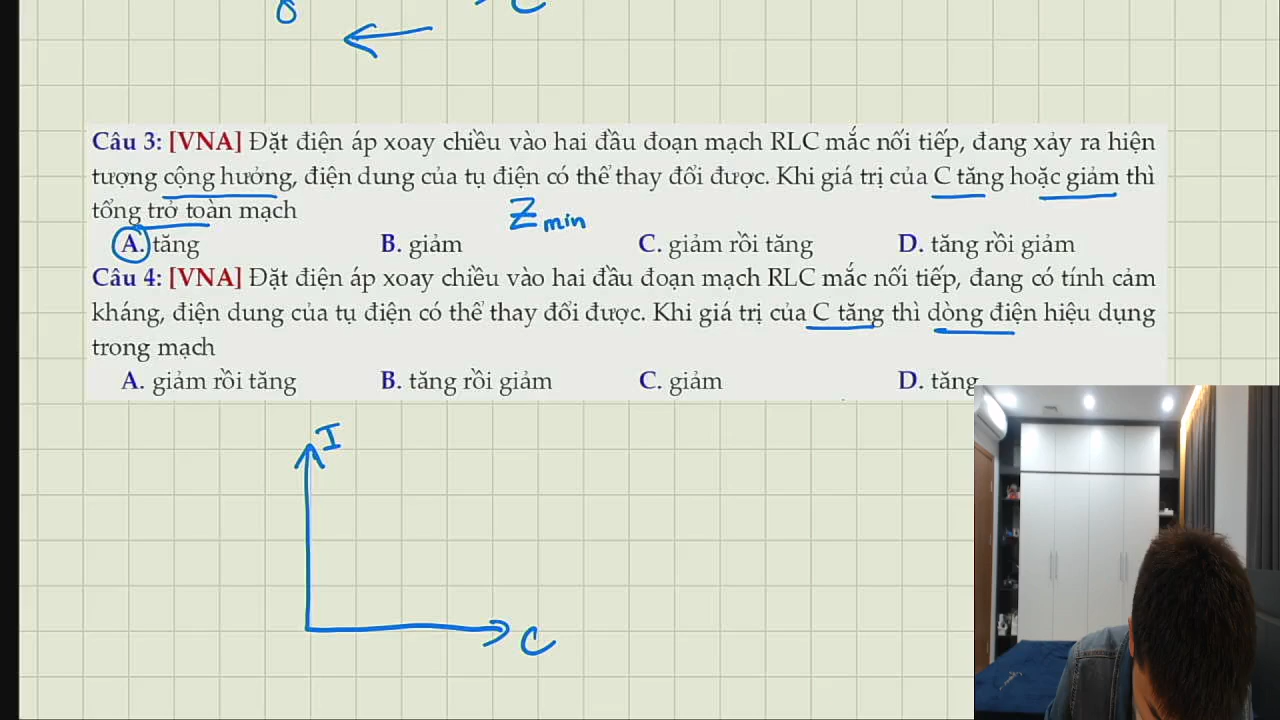 C
Câu 3: [VNA] Đặt điện áp xoay chiều vào hai đầu đoạn mạch RLC mắc nối tiếp, đang xảy ra hiện
tượng cộng hưởng, điện dung của tụ điện có thể thay đổi được. Khi giá trị của C tăng hoặc giảm thì
tổng trở toàn mạch
Zmin
A. tăng B. giảm C. giảm rồi tăng D. tăng rồi giảm
Câu 4: [VNA] Đặt điện áp xoay chiều vào hai đầu đoạn mạch RLC mắc nối tiếp, đang có tính cảm
kháng, điện dung của tụ điện có thể thay đổi được. Khi giá trị của C tăng thì dòng điện hiệu dụng
trong mạch
A. giảm rồi tăng B. tăng rồi giảm C. giảm D. tăng
I
C